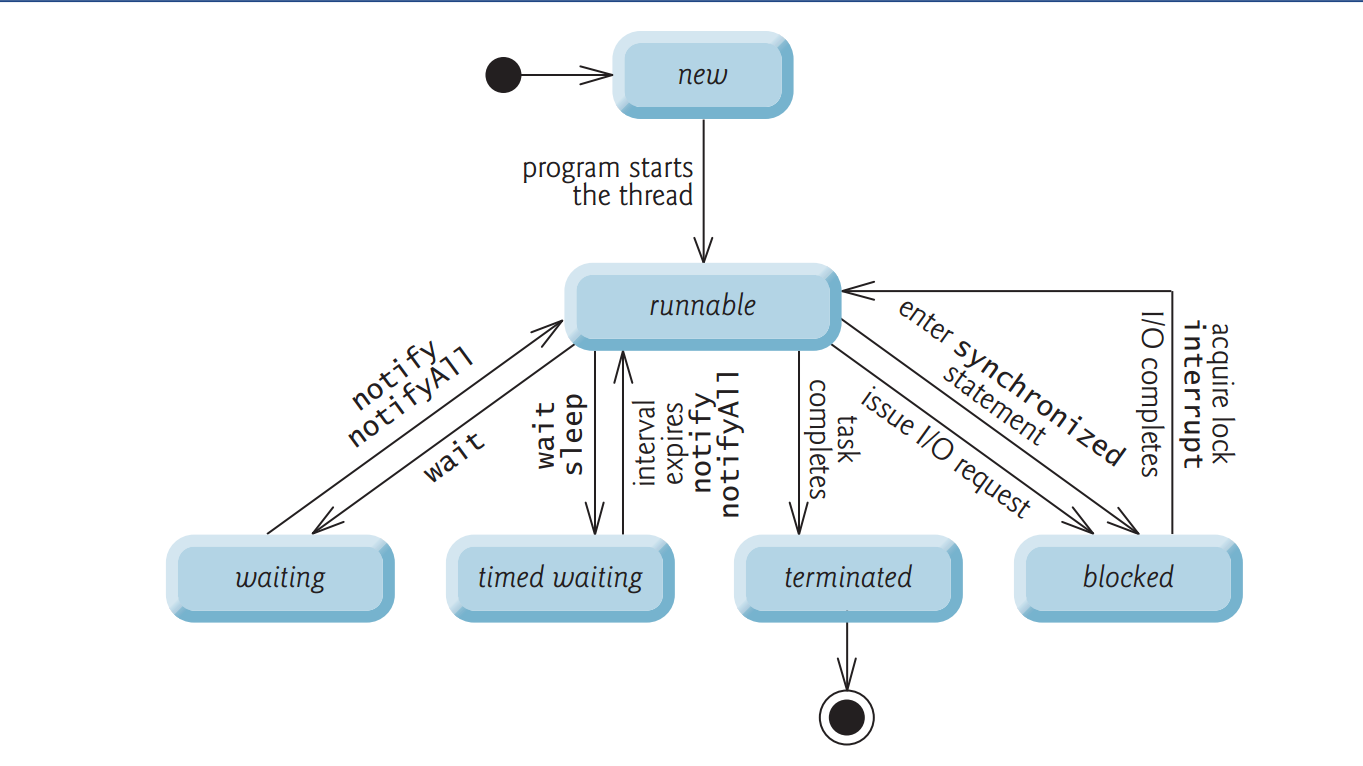 new
program starts
the thread
runnable
notify
notifyAll
wait
wait
sleep
interval
expires
notify
notifyAll
task
completes
issue I/O request
enter synchronized
statement
I/O completes
interrupt
acquire lock
waiting
timed waiting
terminated
blocked